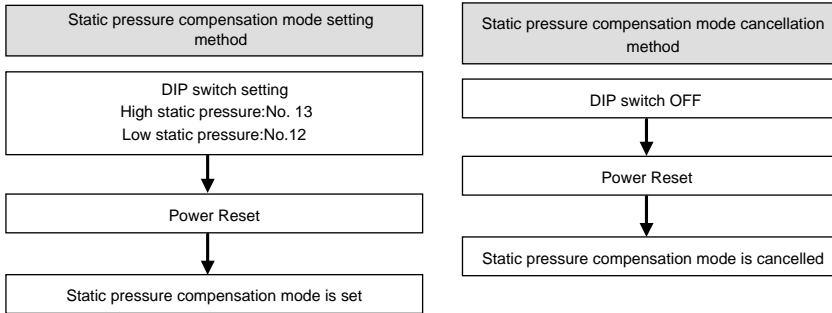 Static pressure compensation mode setting
method
DIP switch setting
High static pressure:No. 13
Low static pressure:No.12
Power Reset
Static pressure compensation mode is set
Static pressure compensation mode cancellation
method
DIP switch OFF
Power Reset
Static pressure compensation mode is cancelled